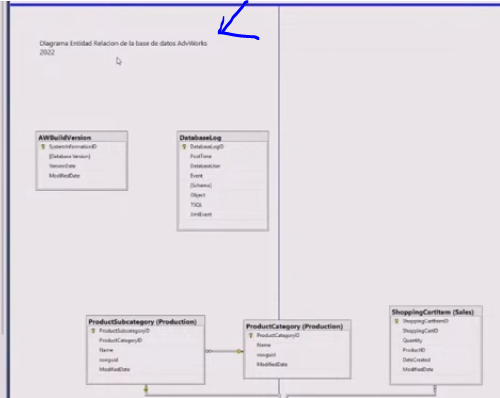 Diagrama Entidad Relacion de la base de datos AdvWorks
2022
AWBuildVersion
SystemInformationID
[Database Version]
VersionDate
ModifiedDate
DatabaseLog
DatabaseLogID
PostTime
DatabaseUser
Event
[Schema]
Object
TSQL
XmlEvent
ProductSubcategory (Production)
ProductSubcategoryID
ProductCategoryID
Name
rowguid
ModifiedDate
ProductCategory (Production)
ProductCategoryID
Name
rowguid
ModifiedDate
ShoppingCartItem (Sales)
ShoppingCartItemID
ShoppingCartID
Quantity
ProductID
DateCreated
ModifiedDate